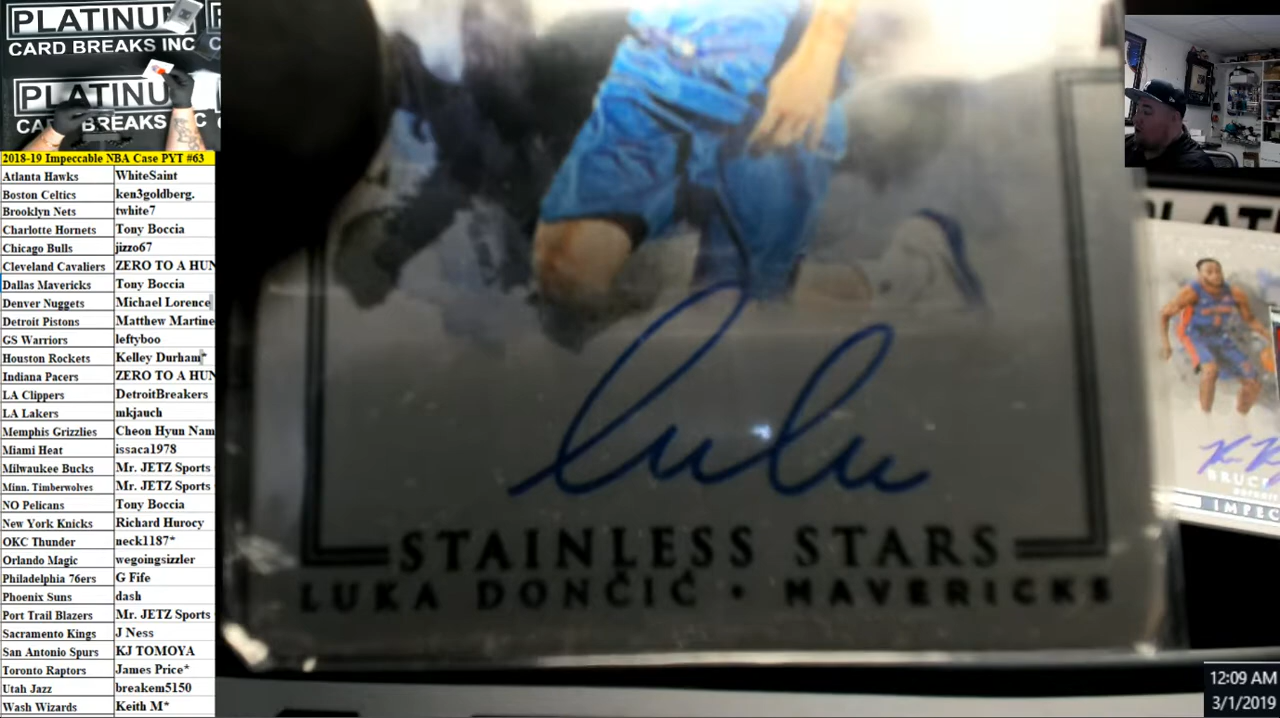 PLATINUM
CARD BREAKS INC
PLATINU
BREAKS
2018-19 Impeccable NBA Case PYT #63
Atlanta Hawks WhiteSaint
Boston Celtics ken3goldberg.
Brooklyn Nets twhite7
Charlotte Hornets Tony Boccia
Chicago Bulls jizzo67
Cleveland Cavaliers ZERO TO A HUN
Dallas Mavericks Tony Boccia
Denver Nuggets Michael Lorence
Detroit Pistons Matthew Martine
GS Warriors leftyboo
Houston Rockets Kelley Durham*
Indiana Pacers ZERO TO A HUN
LA Clippers DetroitBreakers
LA Lakers mkjauch
Memphis Grizzlies Cheon Hyun Nam
Miami Heat issaca1978
Milwaukee Bucks Mr. JETZ Sports
Minn. Timberwolves Mr. JETZ Sports
NO Pelicans Tony Boccia
New York Knicks Richard Hurocy
OKC Thunder neck1187*
Orlando Magic wegoingsizzler
Philadelphia 76ers G Fife
Phoenix Suns dash
Port Trail Blazers Mr. JETZ Sports
Sacramento Kings J Ness
San Antonio Spurs KJ TOMOYA
Toronto Raptors James Price*
Utah Jazz breakem5150
Wash Wizards Keith M*
STAINLESS STARS
LUKA DONČIĆ • MAVERICKS
PLAT
BRUC
IMPEC
12:09 AM
3/1/2019